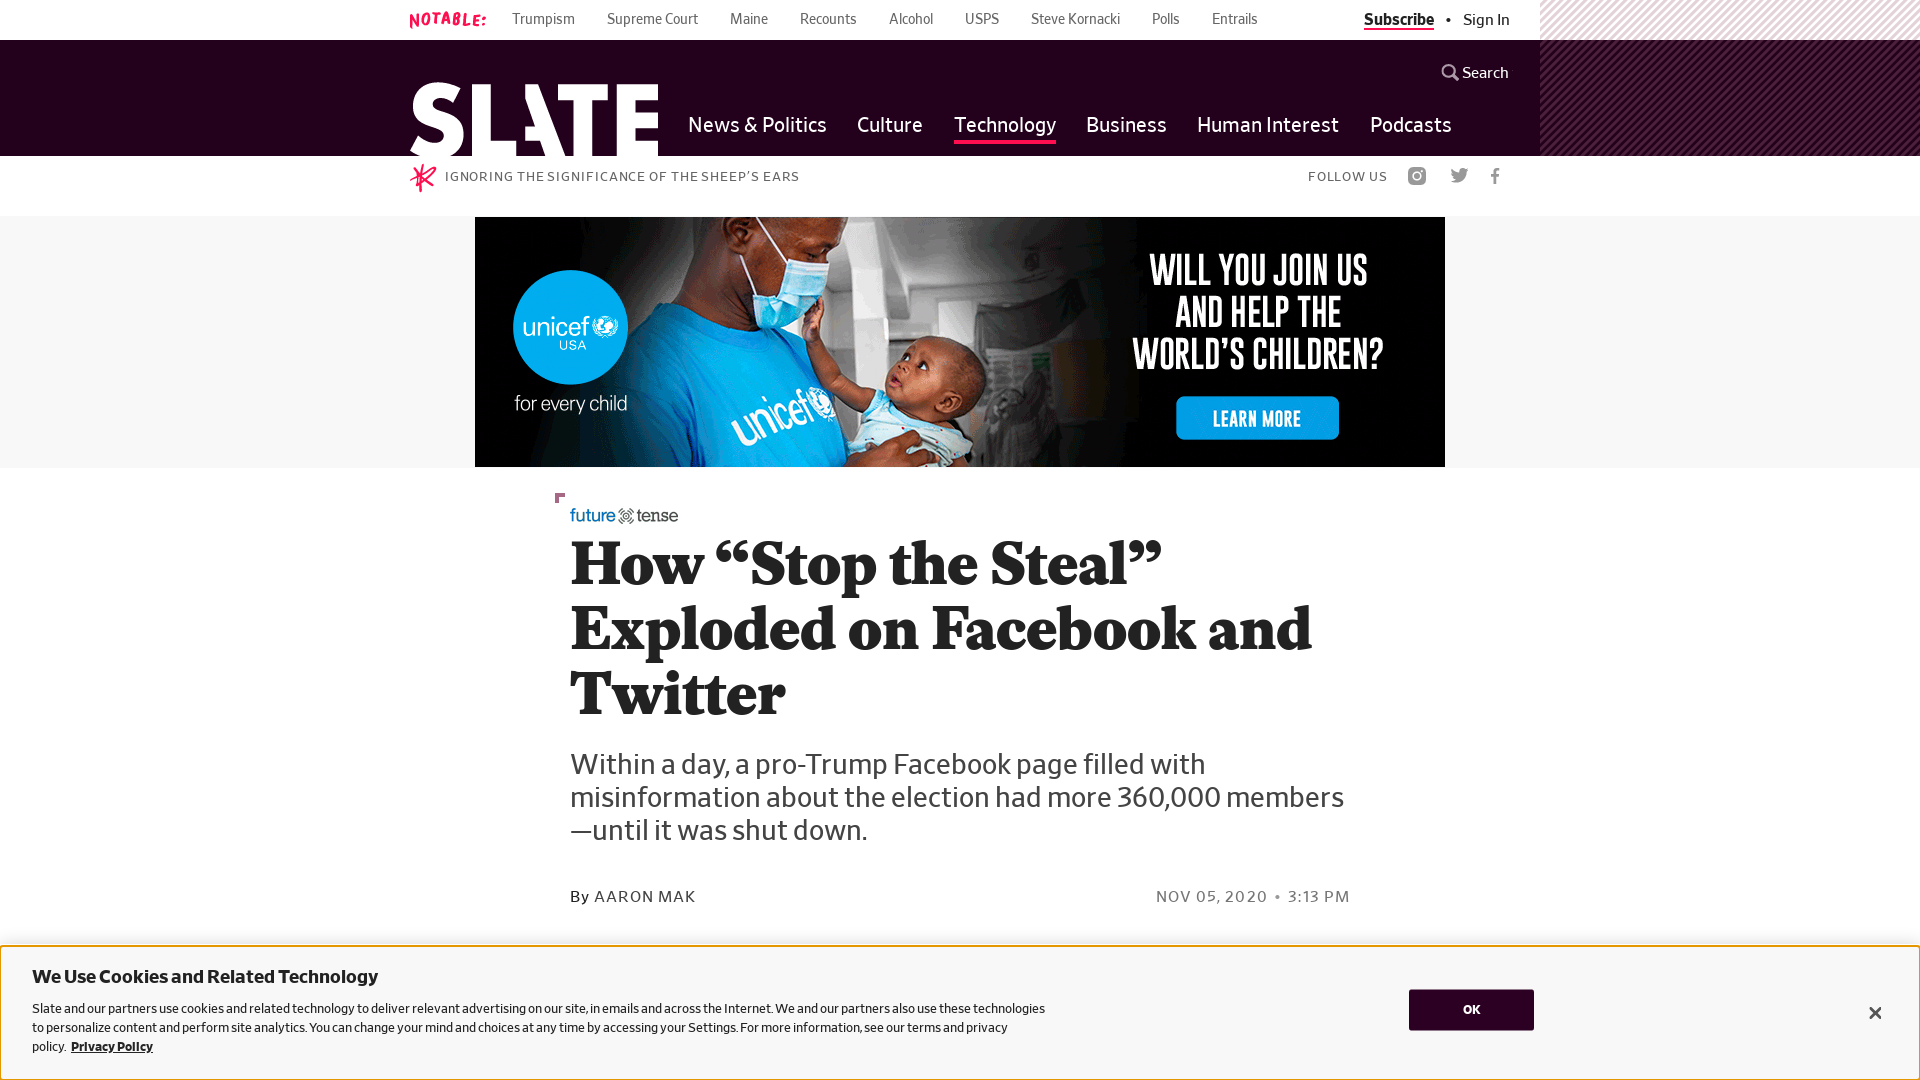 NOTABLE: Trumpism Supreme Court Maine Recounts Alcohol USPS Steve Kornacki Polls Entrails Subscribe • Sign In
Search
SLATE News & Politics Culture Technology Business Human Interest Podcasts
IGNORING THE SIGNIFICANCE OF THE SHEEP’S EARS FOLLOW US
unicef
USA
for every child
unicef
WILL YOU JOIN US
AND HELP THE
WORLD’S CHILDREN?
LEARN MORE
future tense
How “Stop the Steal”
Exploded on Facebook and
Twitter
Within a day, a pro-Trump Facebook page filled with
misinformation about the election had more 360,000 members
—until it was shut down.
By AARON MAK NOV 05, 2020 • 3:13 PM
We Use Cookies and Related Technology
Slate and our partners use cookies and related technology to deliver relevant advertising on our site, in emails and across the Internet. We and our partners also use these technologies
to personalize content and perform site analytics. You can change your mind and choices at any time by accessing your Settings. For more information, see our terms and privacy
policy. Privacy Policy
OK